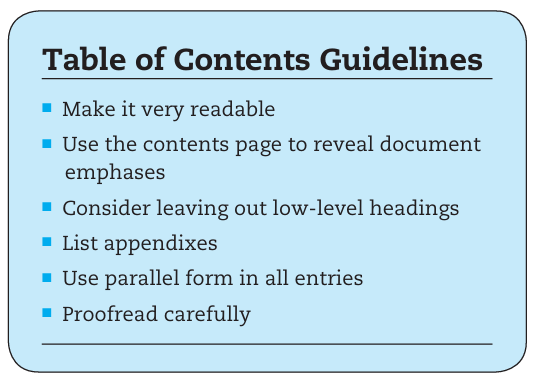 Table of Contents Guidelines
■ Make it very readable
■ Use the contents page to reveal document
emphases
■ Consider leaving out low-level headings
■ List appendixes
■ Use parallel form in all entries
■ Proofread carefully